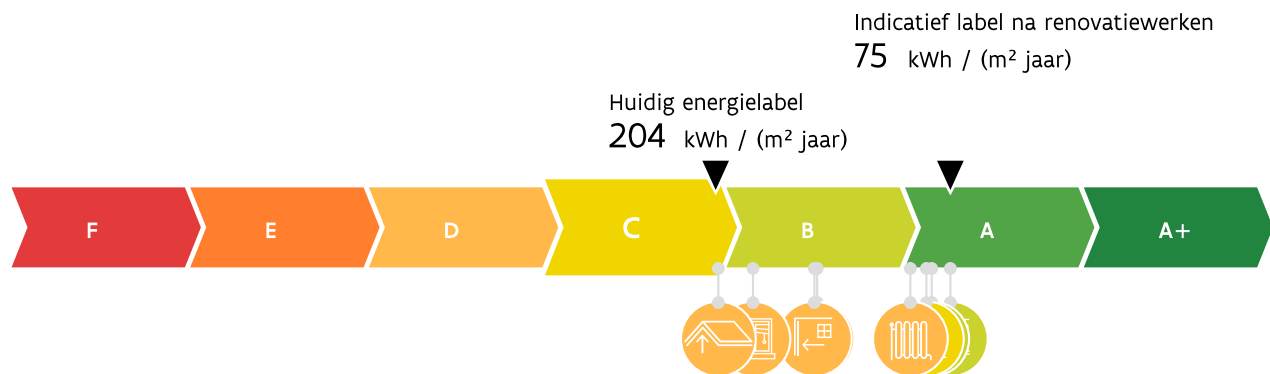 Indicatief label na renovatiewerken
75 kWh / (m² jaar)
Huidig energielabel
204 kWh / (m² jaar)
F E D C B A A+